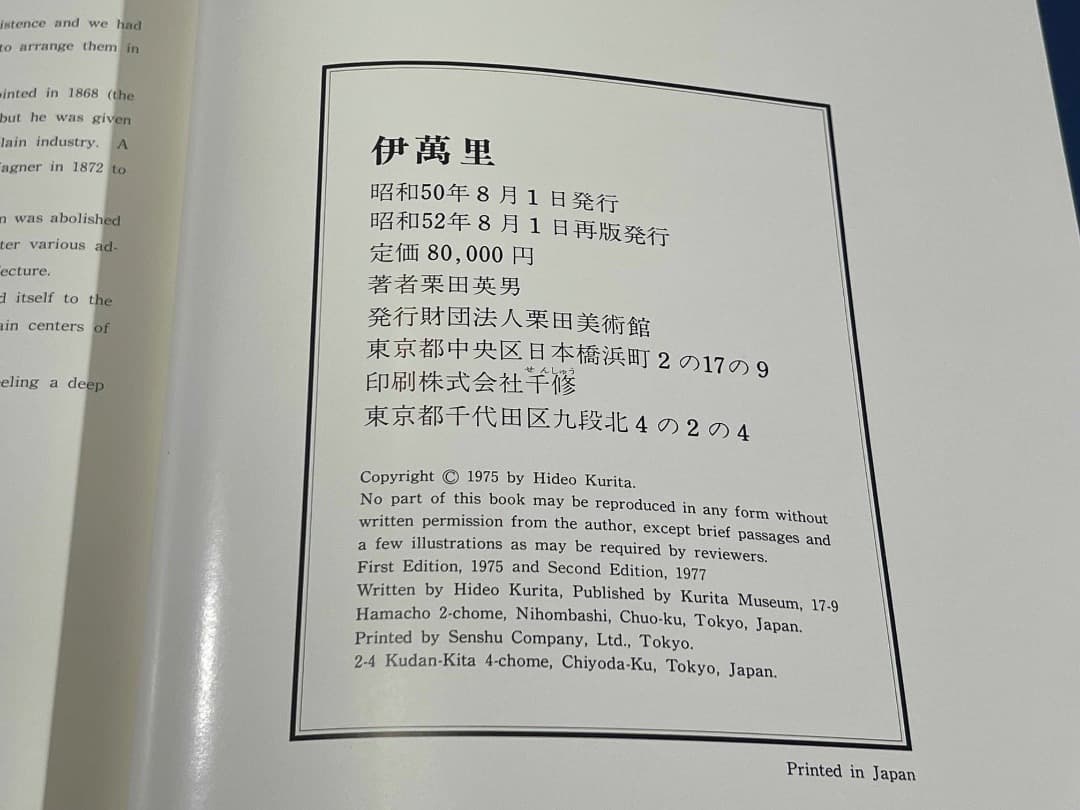 istence and we had
to arrange them in
ointed in 1868 (the
but he was given
lain industry. A
agner in 1872 to
n was abolished
ter various ad-
ecture.
d itself to the
ain centers of
eling a deep
伊萬里
昭和50年8月1日発行
昭和52年8月1日再版発行
定価80,000円
著者栗田英男
発行財団法人栗田美術館
東京都中央区日本橋浜町2の17の9
せんしゅう
印刷株式会社千修
東京都千代田区九段北4の2の4
Copyright © 1975 by Hideo Kurita.
No part of this book may be reproduced in any form without
written permission from the author, except brief passages and
a few illustrations as may be required by reviewers.
First Edition, 1975 and Second Edition, 1977
Written by Hideo Kurita, Published by Kurita Museum, 17-9
Hamacho 2-chome, Nihombashi, Chuo-ku, Tokyo, Japan.
Printed by Senshu Company, Ltd., Tokyo.
2-4 Kudan-Kita 4-chome, Chiyoda-Ku, Tokyo, Japan.
Printed in Japan